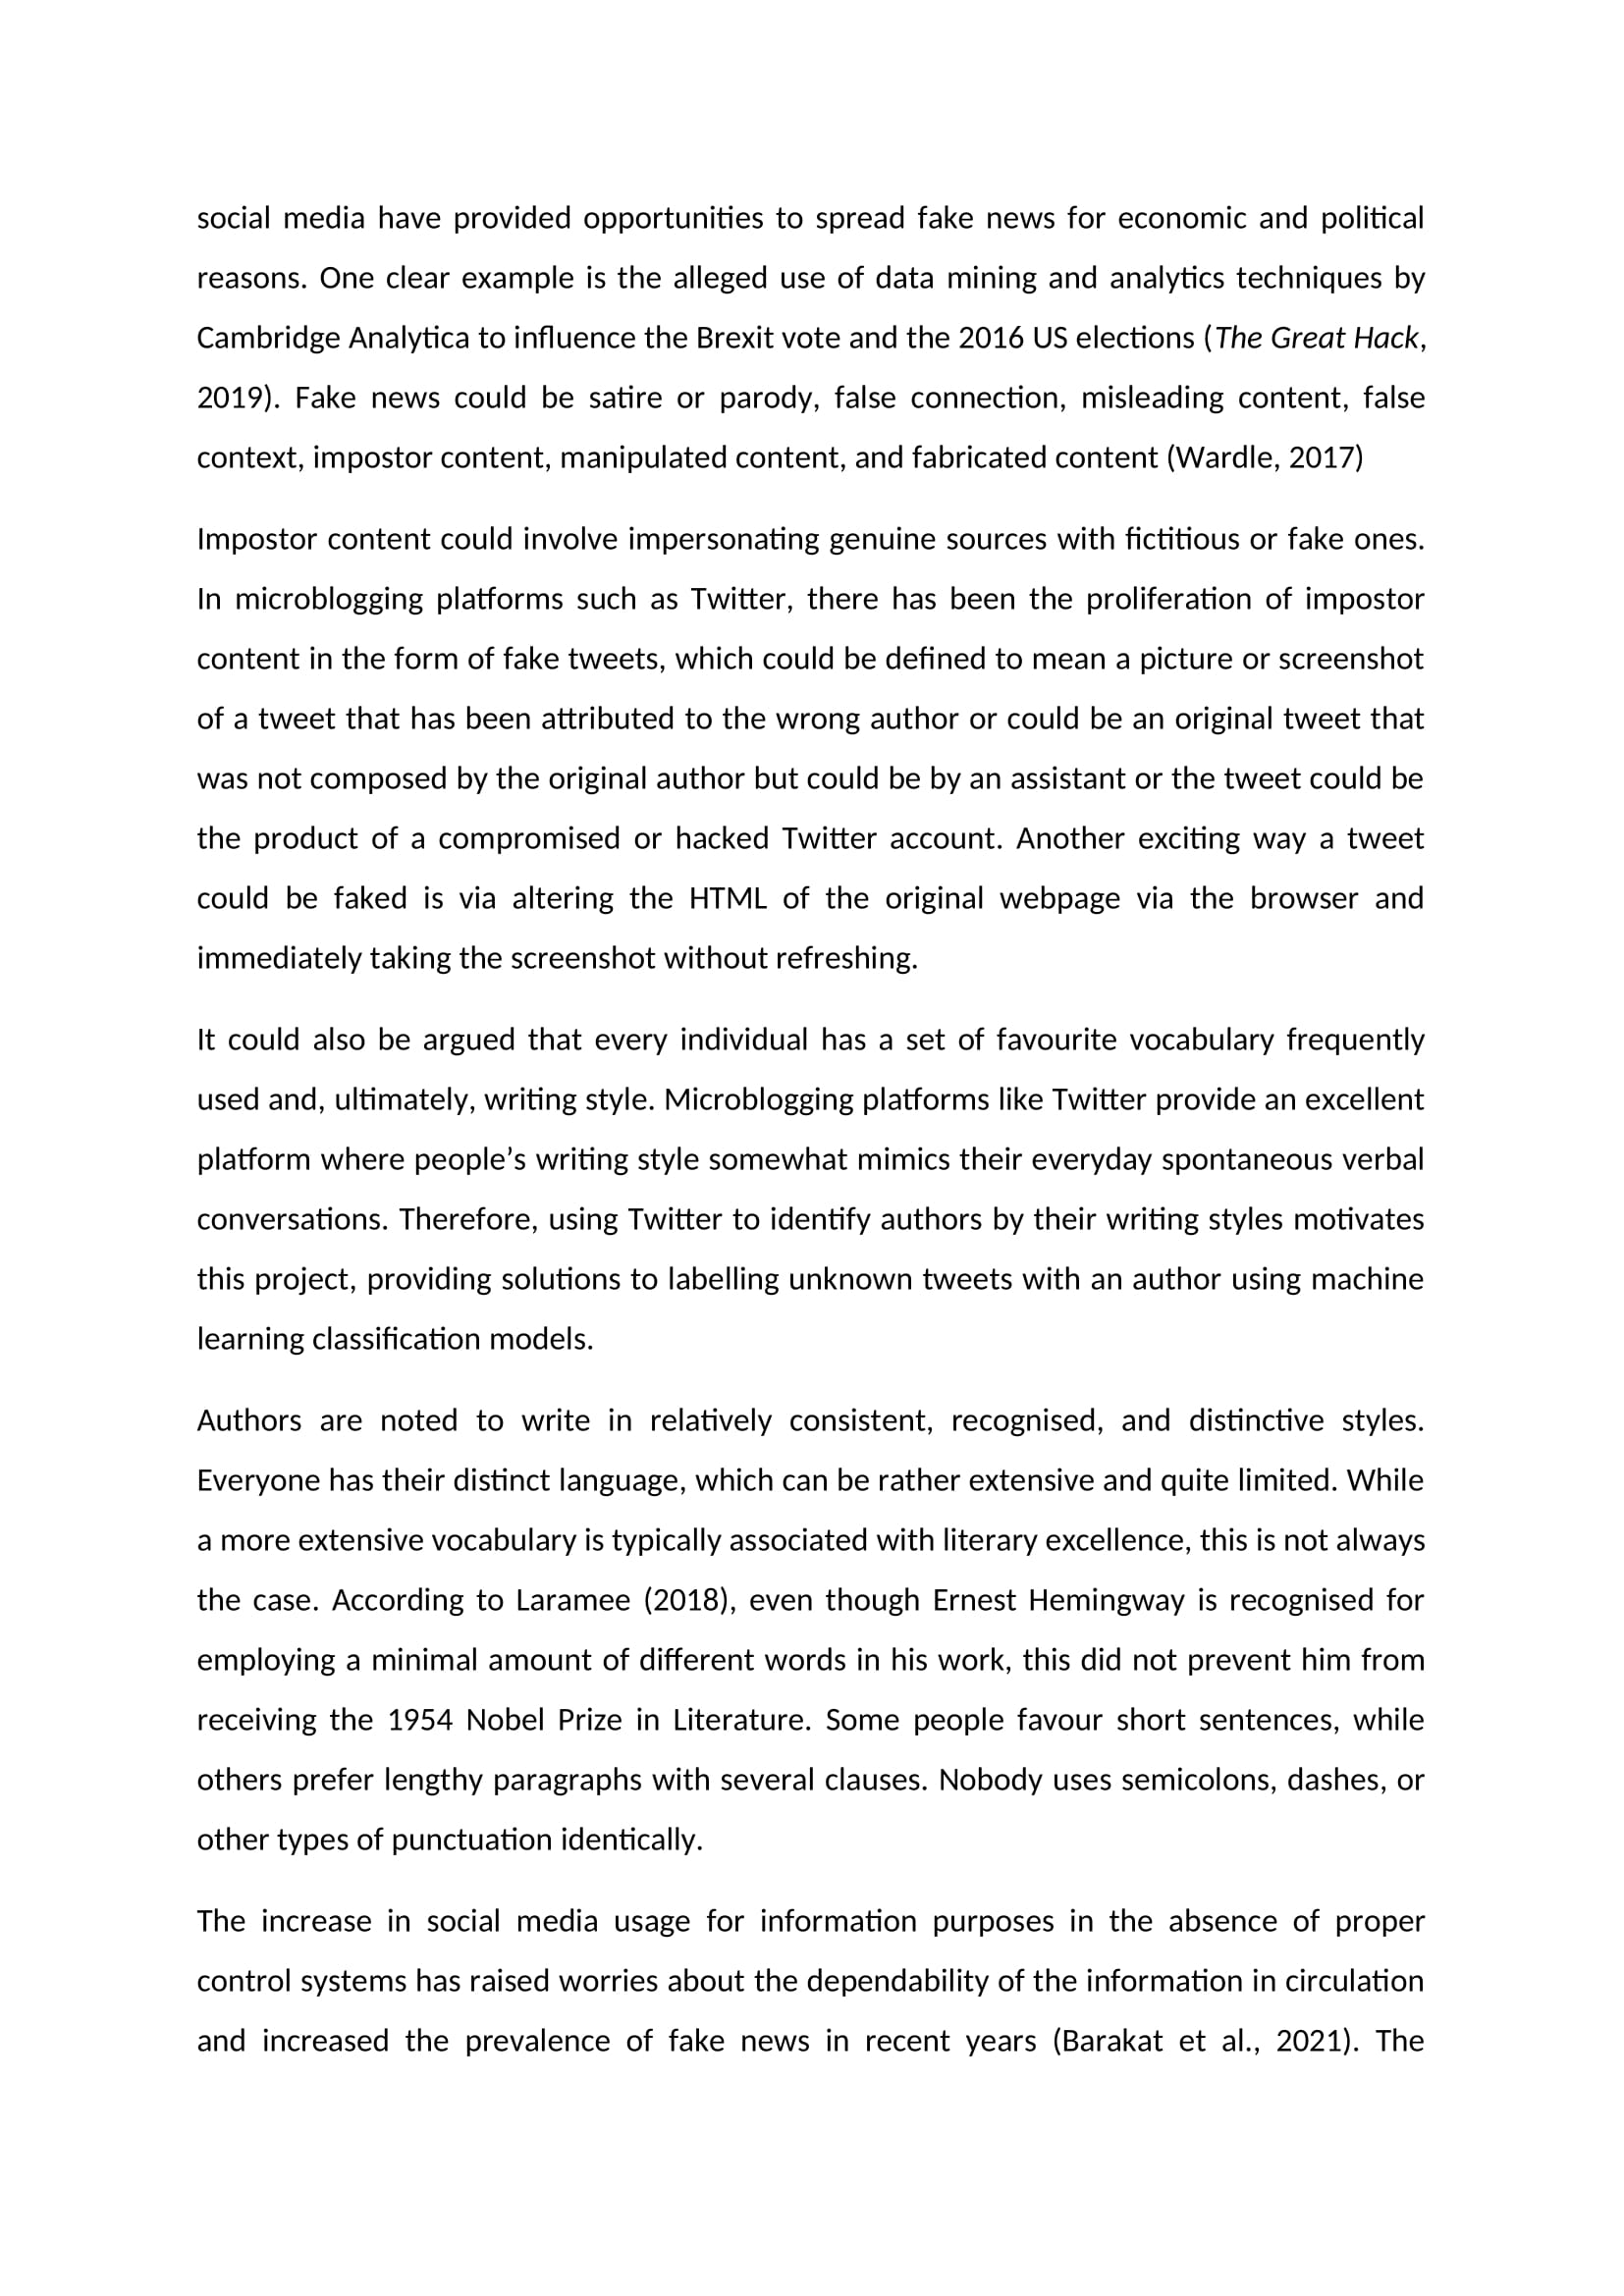 social media have provided opportunities to spread fake news for economic and political
reasons. One clear example is the alleged use of data mining and analytics techniques by
Cambridge Analytica to influence the Brexit vote and the 2016 US elections (The Great Hack,
2019). Fake news could be satire or parody, false connection, misleading content, false
context, impostor content, manipulated content, and fabricated content (Wardle, 2017)
Impostor content could involve impersonating genuine sources with fictitious or fake ones.
In microblogging platforms such as Twitter, there has been the proliferation of impostor
content in the form of fake tweets, which could be defined to mean a picture or screenshot
of a tweet that has been attributed to the wrong author or could be an original tweet that
was not composed by the original author but could be by an assistant or the tweet could be
the product of a compromised or hacked Twitter account. Another exciting way a tweet
could be faked is via altering the HTML of the original webpage via the browser and
immediately taking the screenshot without refreshing.
It could also be argued that every individual has a set of favourite vocabulary frequently
used and, ultimately, writing style. Microblogging platforms like Twitter provide an excellent
platform where people’s writing style somewhat mimics their everyday spontaneous verbal
conversations. Therefore, using Twitter to identify authors by their writing styles motivates
this project, providing solutions to labelling unknown tweets with an author using machine
learning classification models.
Authors are noted to write in relatively consistent, recognised, and distinctive styles.
Everyone has their distinct language, which can be rather extensive and quite limited. While
a more extensive vocabulary is typically associated with literary excellence, this is not always
the case. According to Laramee (2018), even though Ernest Hemingway is recognised for
employing a minimal amount of different words in his work, this did not prevent him from
receiving the 1954 Nobel Prize in Literature. Some people favour short sentences, while
others prefer lengthy paragraphs with several clauses. Nobody uses semicolons, dashes, or
other types of punctuation identically.
The increase in social media usage for information purposes in the absence of proper
control systems has raised worries about the dependability of the information in circulation
and increased the prevalence of fake news in recent years (Barakat et al., 2021). The